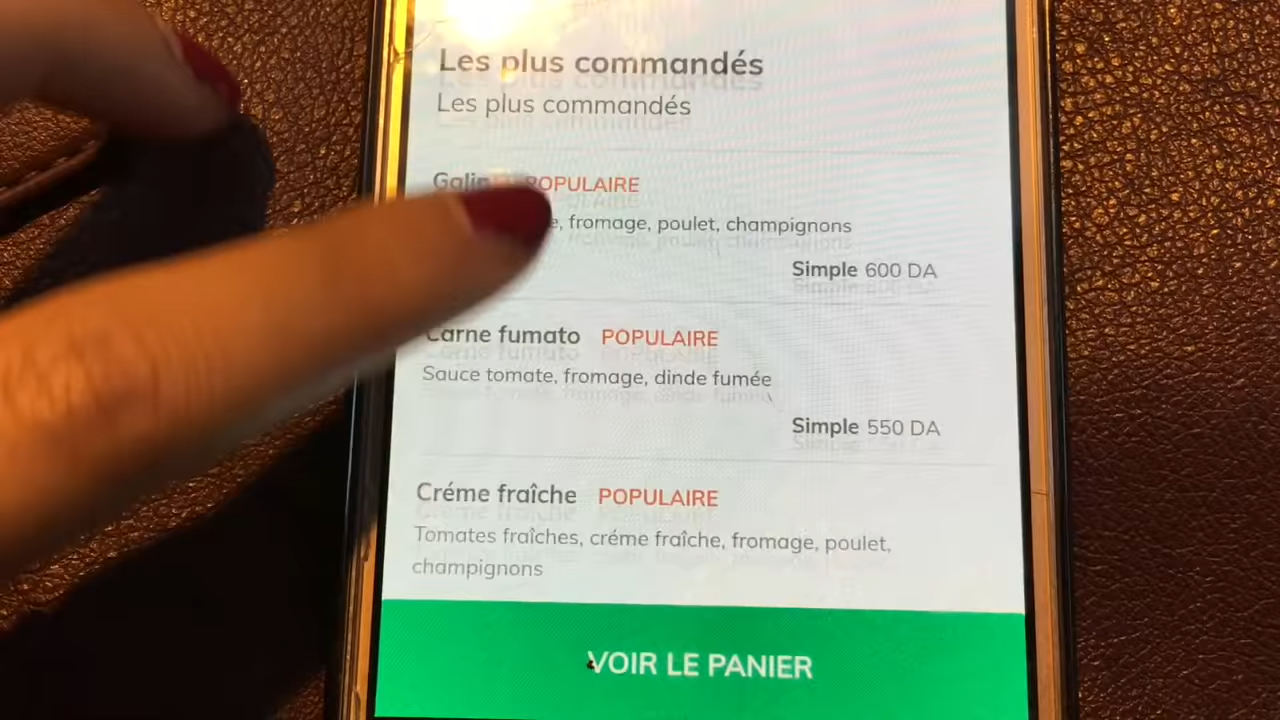 Les plus commandés
Les plus commandés
POPULAIRE
fromage, poulet, champignons
Simple 600 DA
Carne fumato POPULAIRE
Sauce tomate, fromage, dinde fumée
Simple 550 DA
Créme fraîche POPULAIRE
Tomates fraîches, créme fraîche, fromage, poulet,
champignons
VOIR LE PANIER